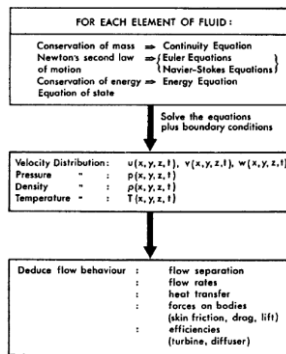 FOR EACH ELEMENT OF FLUID :
Conservation of mass ⇒ Continuity Equation
Newton's second law ⇒ {Euler Equations }
of motion {Navier-Stokes Equations}
Conservation of energy ⇒ Energy Equation
Equation of state
Solve the equations
plus boundary conditions
Velocity Distribution: u(x,y,z,t), v(x,y,z,t), w(x,y,z,t)
Pressure " : p(x,y,z,t)
Density " : ρ(x,y,z,t)
Temperature " : T(x,y,z,t)
Deduce flow behaviour : flow separation
: flow rates
: heat transfer
: forces on bodies
(skin friction, drag, lift)
: efficiencies
(turbine, diffuser)